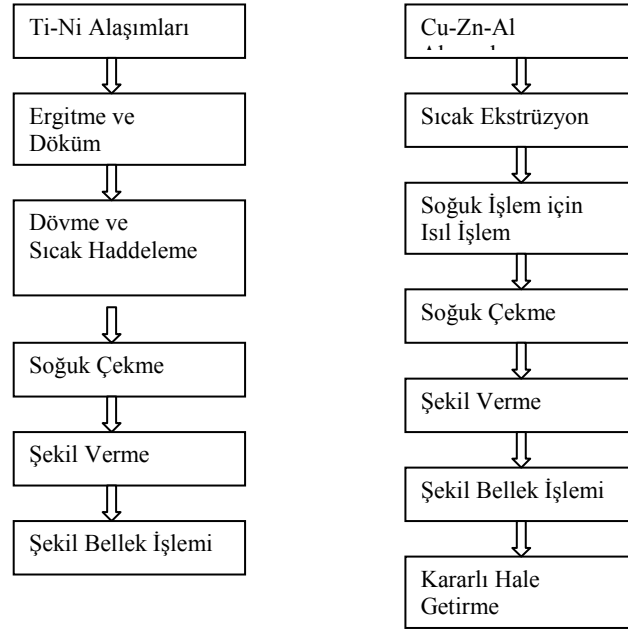 Ti-Ni Alaşımları
Ergitme ve
Döküm
Dövme ve
Sıcak Haddeleme
Soğuk Çekme
Şekil Verme
Şekil Bellek İşlemi
Cu-Zn-Al
Sıcak Ekstrüzyon
Soğuk İşlem için
Isıl İşlem
Soğuk Çekme
Şekil Verme
Şekil Bellek İşlemi
Kararlı Hale
Getirme